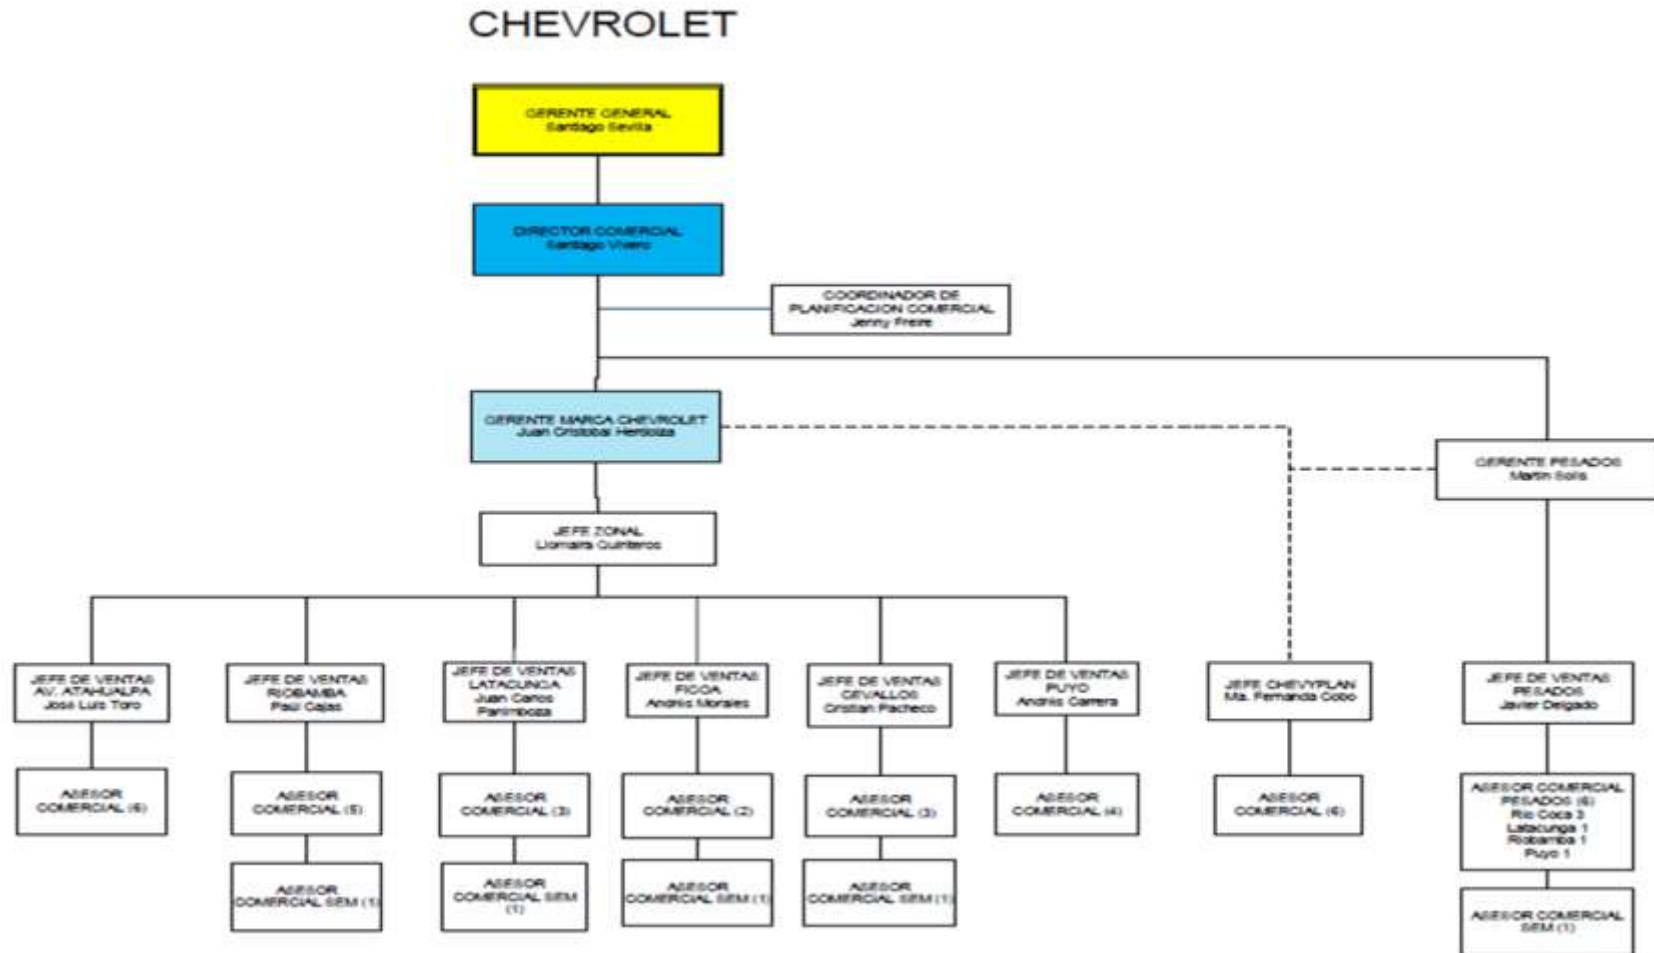 CHEVROLET
GERENTE GENERAL
Santiago Sevilla
DIRECTOR COMERCIAL
Santiago Vivero
COORDINADOR DE
PLANIFICACION COMERCIAL
Jenny Freire
GERENTE MARCA CHEVROLET
Juan Cristobal
GERENTE PESADOS
Martin Solis
JEFE ZONAL
Quinteros
JEFE DE VENTAS
AV. ATAHUALPA
José Luis Toro
JEFE DE VENTAS
RIOBAMBA
Paúl Cajas
JEFE DE VENTAS
LATACUNGA
Juan Carlos
JEFE DE VENTAS
FICOA
Andrés Morales
JEFE DE VENTAS
CEVALLOS
Cristian Pacheco
JEFE DE VENTAS
PUYO
Andrés Carrera
JEFE CHEVYPLAN
Ma. Fernanda Cobo
JEFE DE VENTAS
PESADOS
Javier Delgado
ASESOR
COMERCIAL (6)
ASESOR
COMERCIAL (5)
ASESOR
COMERCIAL (3)
ASESOR
COMERCIAL (2)
ASESOR
COMERCIAL (3)
ASESOR
COMERCIAL (4)
ASESOR
COMERCIAL (6)
ASESOR COMERCIAL
PESADOS (6)
Rio Coca 3
Latacunga 1
Riobamba 1
Puyo 1
ASESOR
COMERCIAL SEM (1)
ASESOR
COMERCIAL SEM
(1)
ASESOR
COMERCIAL SEM (1)
ASESOR
COMERCIAL SEM (1)
ASESOR COMERCIAL
SEM (1)